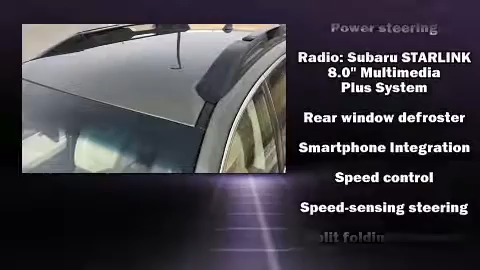 Power steering
Radio: Subaru STARLINK
8.0" Multimedia
Plus System
Rear window defroster
Smartphone Integration
Speed control
Speed-sensing steering